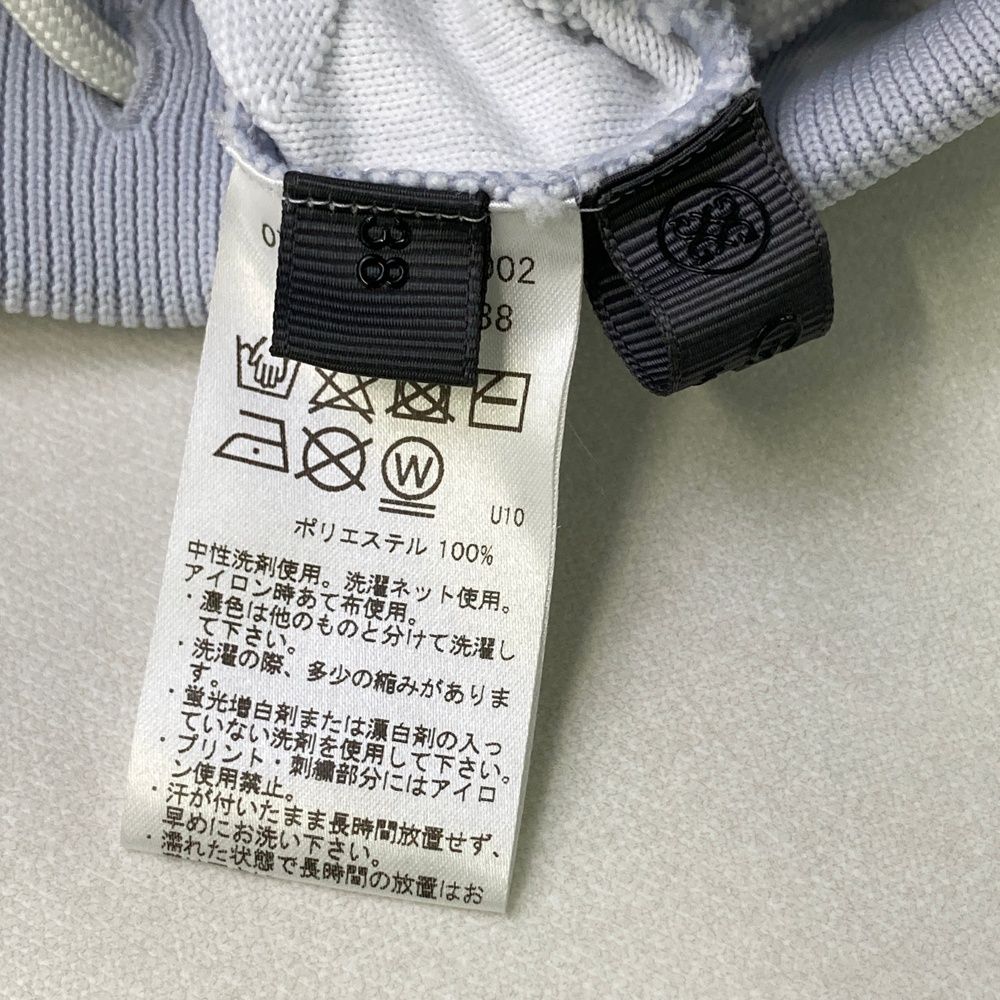 38
002
38
W
U10
ポリエステル 100%
中性洗剤使用。洗濯ネット使用。
アイロン時あて布使用。
・濃色は他のものと分けて洗濯し
て下さい。
・洗濯の際、多少の縮みがありま
す。
・蛍光増白剤または漂白剤の入っ
ていない洗剤を使用して下さい。
・プリント・刺繍部分にはアイロ
ン使用禁止。
・汗が付いたまま長時間放置せず、
早めにお洗い下さい。
・濡れた状態で長時間の放置はお